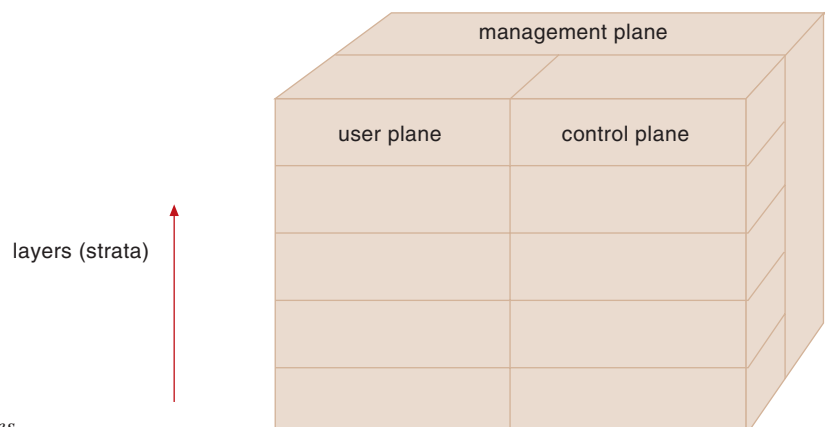 management plane
user plane
control plane
layers (strata)